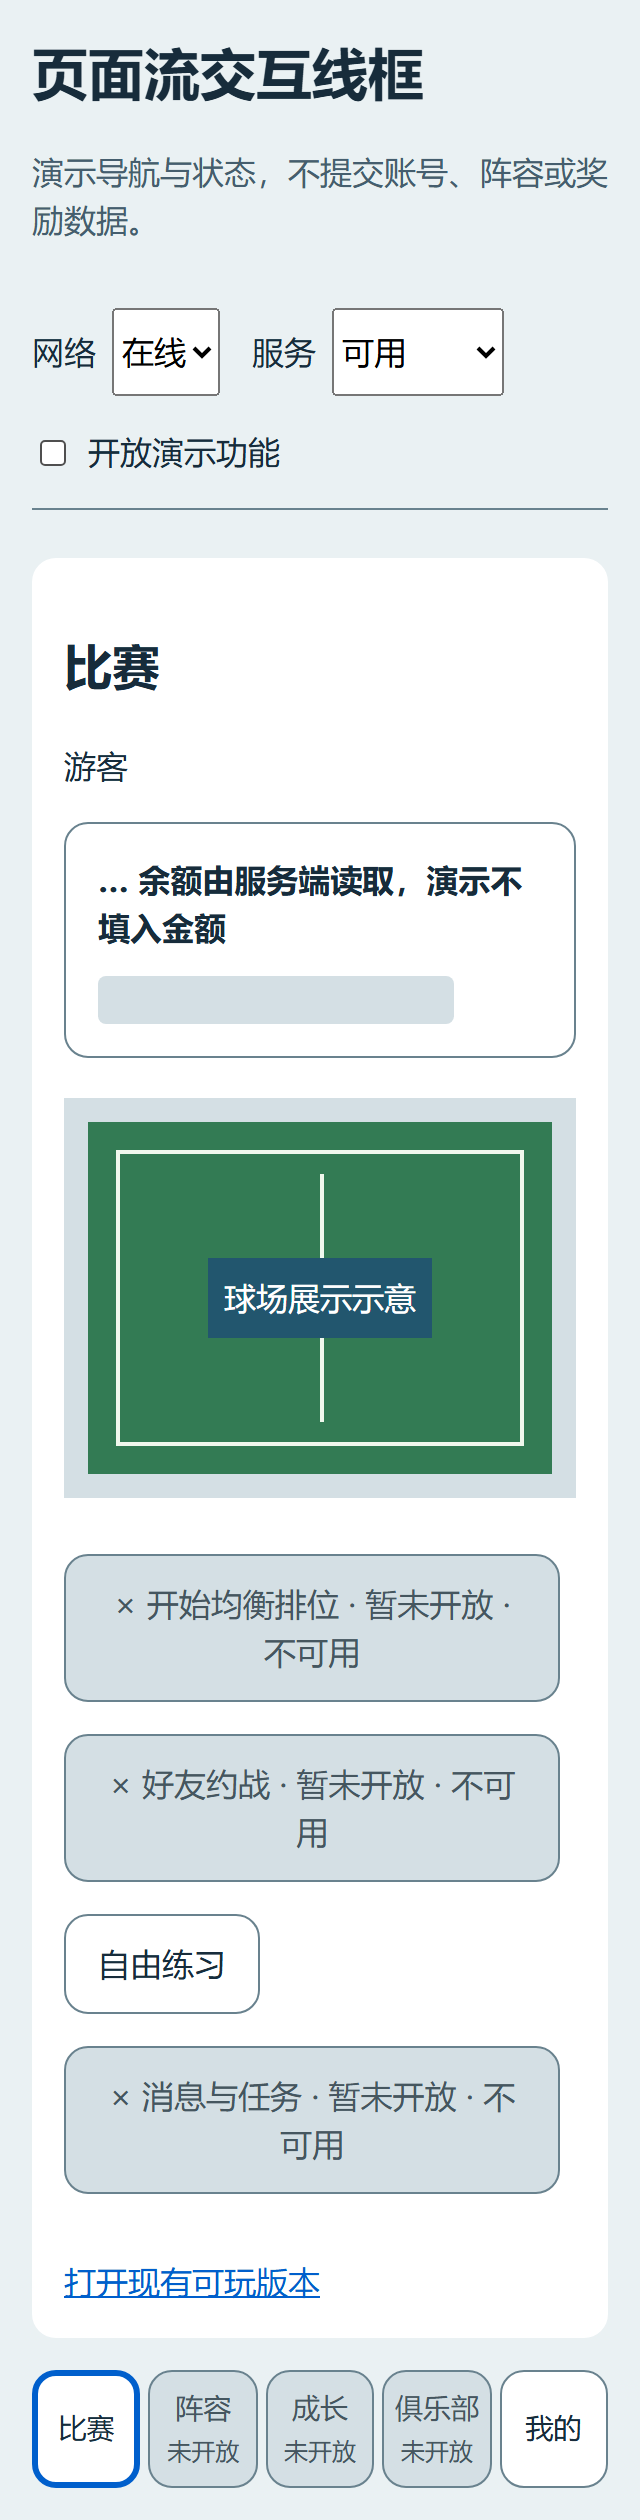 页面流交互线框
演示导航与状态，不提交账号、阵容或奖
励数据。
网络 在线 服务 可用
开放演示功能
比赛
游客
… 余额由服务端读取，演示不
填入金额
球场展示示意
× 开始均衡排位 · 暂未开放 ·
不可用
× 好友约战 · 暂未开放 · 不可
用
自由练习
× 消息与任务 · 暂未开放 · 不
可用
打开现有可玩版本
比赛 阵容 成长 俱乐部 我的
未开放 未开放 未开放